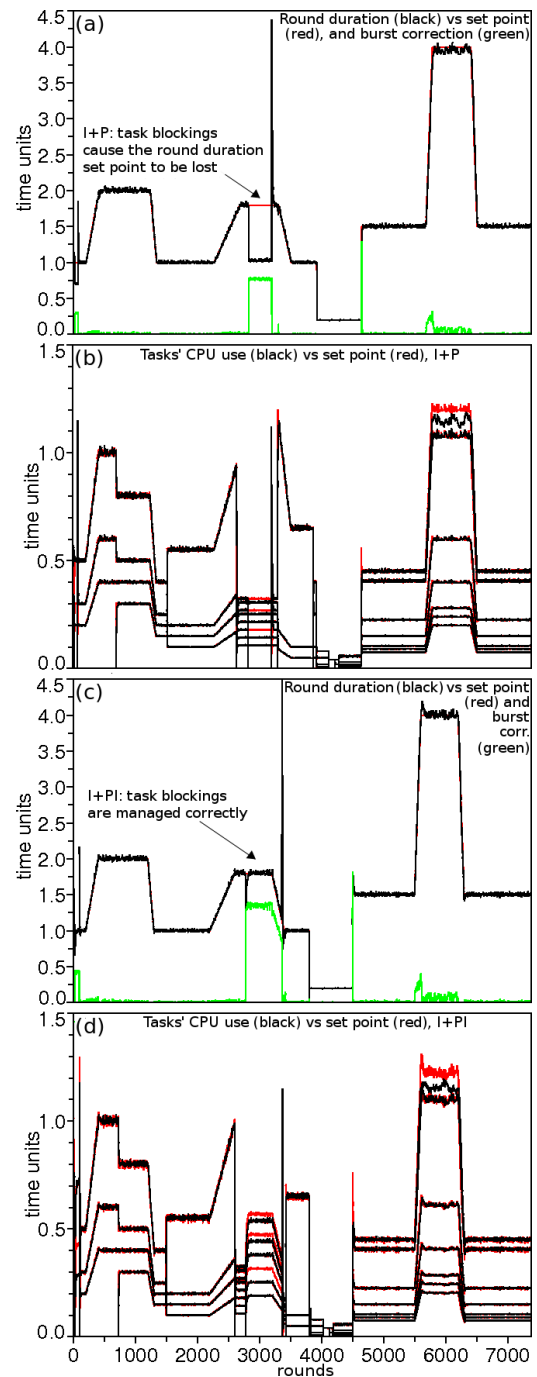 (a)
Round duration (black) vs set point
(red), and burst correction (green)
4.5
4.0
3.5
3.0
2.5
2.0
1.5
1.0
0.5
0.0
time units
I+P: task blockings
cause the round duration
set point to be lost
(b)
Tasks' CPU use (black) vs set point (red), I+P
1.5
1.0
0.5
0.0
time units
(c)
Round duration (black) vs set point
(red) and
burst
corr.
(green)
4.5
4.0
3.5
3.0
2.5
2.0
1.5
1.0
0.5
0.0
time units
I+PI: task blockings
are managed correctly
(d)
Tasks' CPU use (black) vs set point (red), I+PI
1.0
0.5
0.0
time units
0 1000 2000 3000 4000 5000 6000 7000
rounds